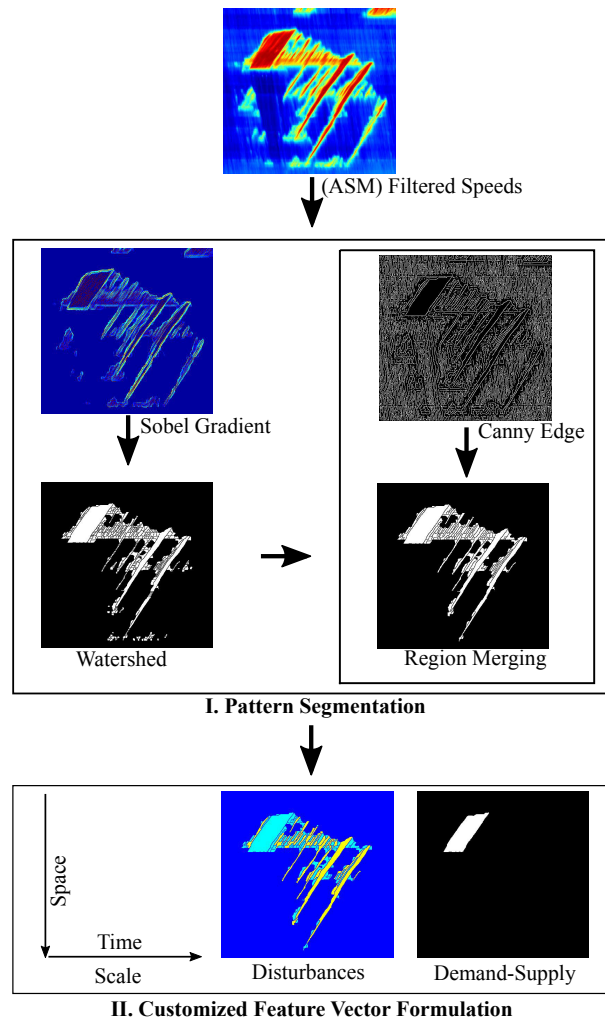 (ASM) Filtered Speeds
Sobel Gradient
Canny Edge
Watershed
Region Merging
I. Pattern Segmentation
Space
Time
Scale
Disturbances
Demand-Supply
II. Customized Feature Vector Formulation